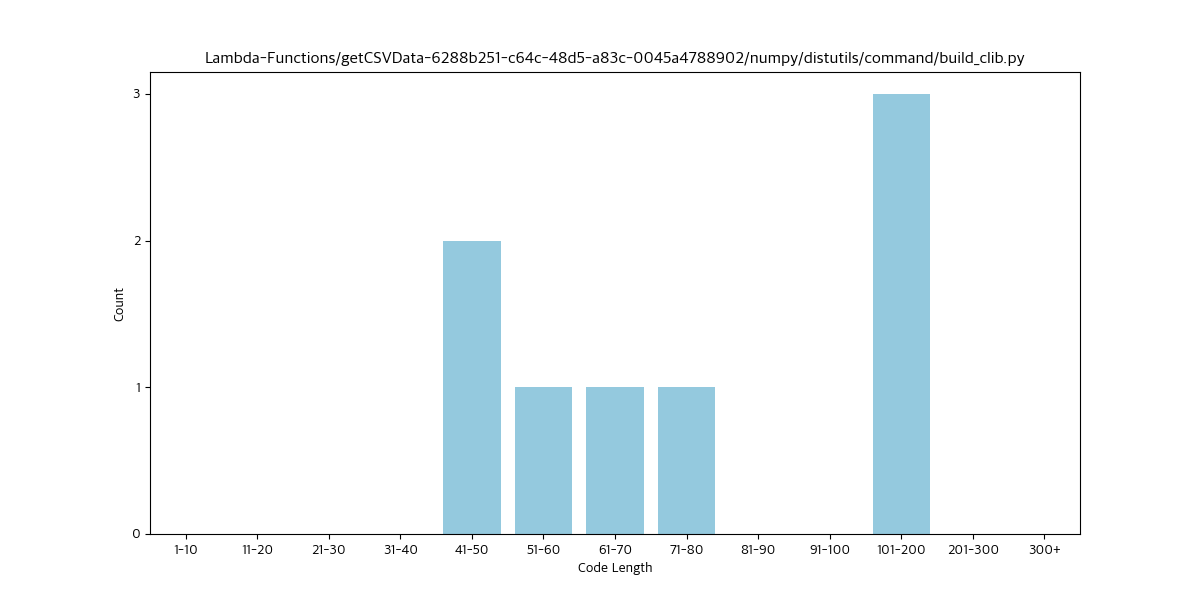 Lambda-Functions/getCSVData-6288b251-c64c-48d5-a83c-0045a4788902/numpy/distutils/command/build_clib.py
3
2
1
0
Count
1-10 11-20 21-30 31-40 41-50 51-60 61-70 71-80 81-90 91-100 101-200 201-300 300+
Code Length